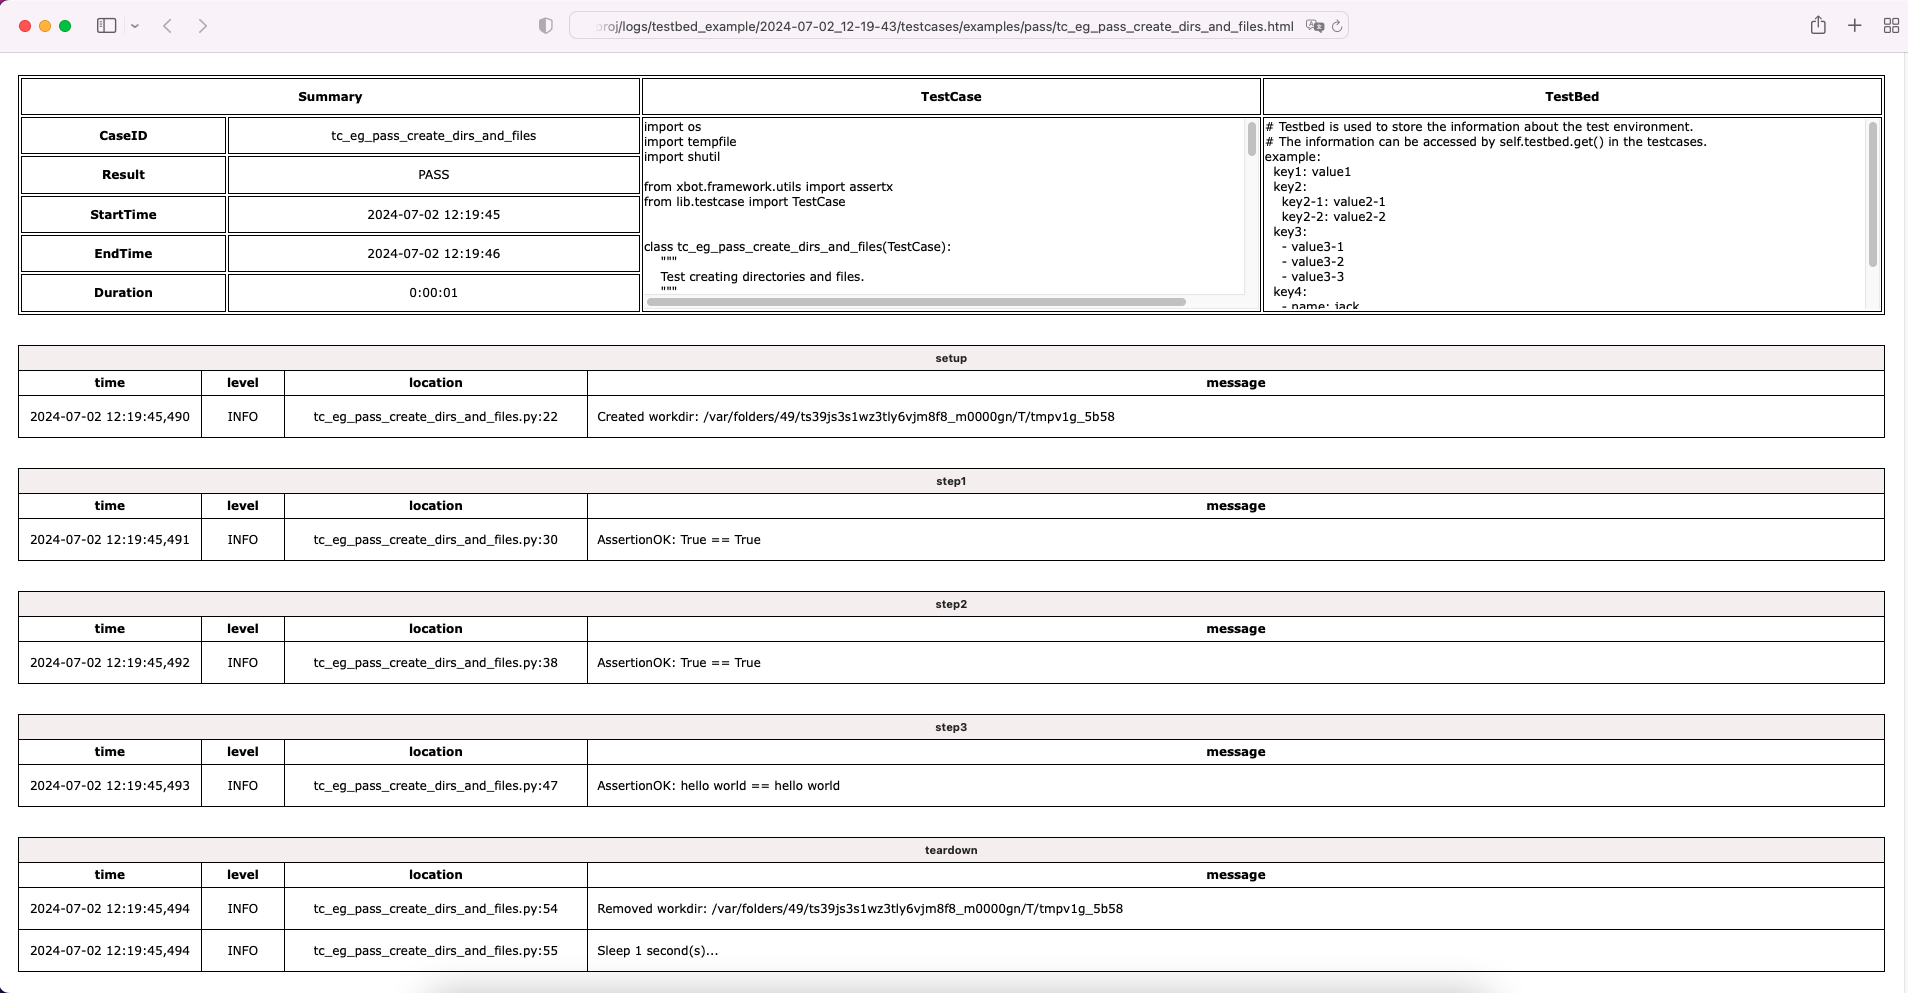 proj/logs/testbed_example/2024-07-02_12-19-43/testcases/examples/pass/tc_eg_pass_create_dirs_and_files.html
Summary TestCase TestBed
CaseID tc_eg_pass_create_dirs_and_files
Result PASS
StartTime 2024-07-02 12:19:45
EndTime 2024-07-02 12:19:46
Duration 0:00:01
import os
import tempfile
import shutil
from xbot.framework.utils import assertx
from lib.testcase import TestCase
class tc_eg_pass_create_dirs_and_files(TestCase):
"""
Test creating directories and files.
"""
# Testbed is used to store the information about the test environment.
# The information can be accessed by self.testbed.get() in the testcases.
example:
key1: value1
key2:
key2-1: value2-1
key2-2: value2-2
key3:
- value3-1
- value3-2
- value3-3
key4:
- name: jack
setup
time level location message
2024-07-02 12:19:45,490 INFO tc_eg_pass_create_dirs_and_files.py:22 Created workdir: /var/folders/49/ts39js3s1wz3tly6vjm8f8_m0000gn/T/tmpv1g_5b58
step1
time level location message
2024-07-02 12:19:45,491 INFO tc_eg_pass_create_dirs_and_files.py:30 AssertionOK: True == True
step2
time level location message
2024-07-02 12:19:45,492 INFO tc_eg_pass_create_dirs_and_files.py:38 AssertionOK: True == True
step3
time level location message
2024-07-02 12:19:45,493 INFO tc_eg_pass_create_dirs_and_files.py:47 AssertionOK: hello world == hello world
teardown
time level location message
2024-07-02 12:19:45,494 INFO tc_eg_pass_create_dirs_and_files.py:54 Removed workdir: /var/folders/49/ts39js3s1wz3tly6vjm8f8_m0000gn/T/tmpv1g_5b58
2024-07-02 12:19:45,494 INFO tc_eg_pass_create_dirs_and_files.py:55 Sleep 1 second(s)...